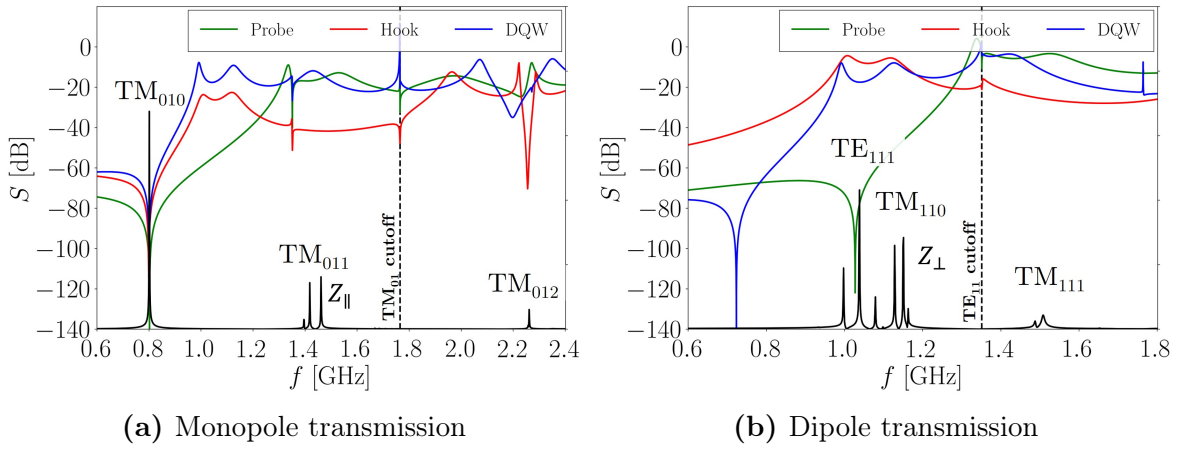 Probe Hook DQW
0
−20
−40
−60
−80
−100
−120
−140
S [dB]
TM010
TM011
Z∥
TM01 cutoff
TM012
0.6 0.8 1.0 1.2 1.4 1.6 1.8 2.0 2.2 2.4
f [GHz]
(a) Monopole transmission
Probe Hook DQW
0
−20
−40
−60
−80
−100
−120
−140
S [dB]
TE111
TM110
Z⊥
TE11 cutoff
TM111
0.6 0.8 1.0 1.2 1.4 1.6 1.8
f [GHz]
(b) Dipole transmission